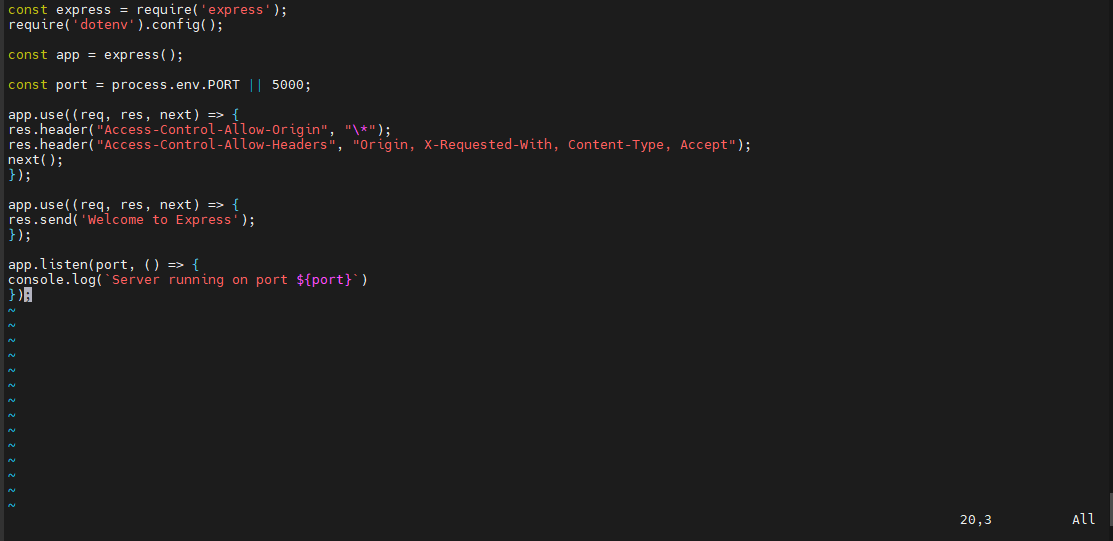 const express = require('express');
require('dotenv').config();
const app = express();
const port = process.env.PORT || 5000;
app.use((req, res, next) => {
res.header("Access-Control-Allow-Origin", "\*");
res.header("Access-Control-Allow-Headers", "Origin, X-Requested-With, Content-Type, Accept");
next();
});
app.use((req, res, next) => {
res.send('Welcome to Express');
});
app.listen(port, () => {
console.log(`Server running on port ${port}`)
});
~
~
~
~
~
~
~
~
~
~
~
~
~
~
20,3 All